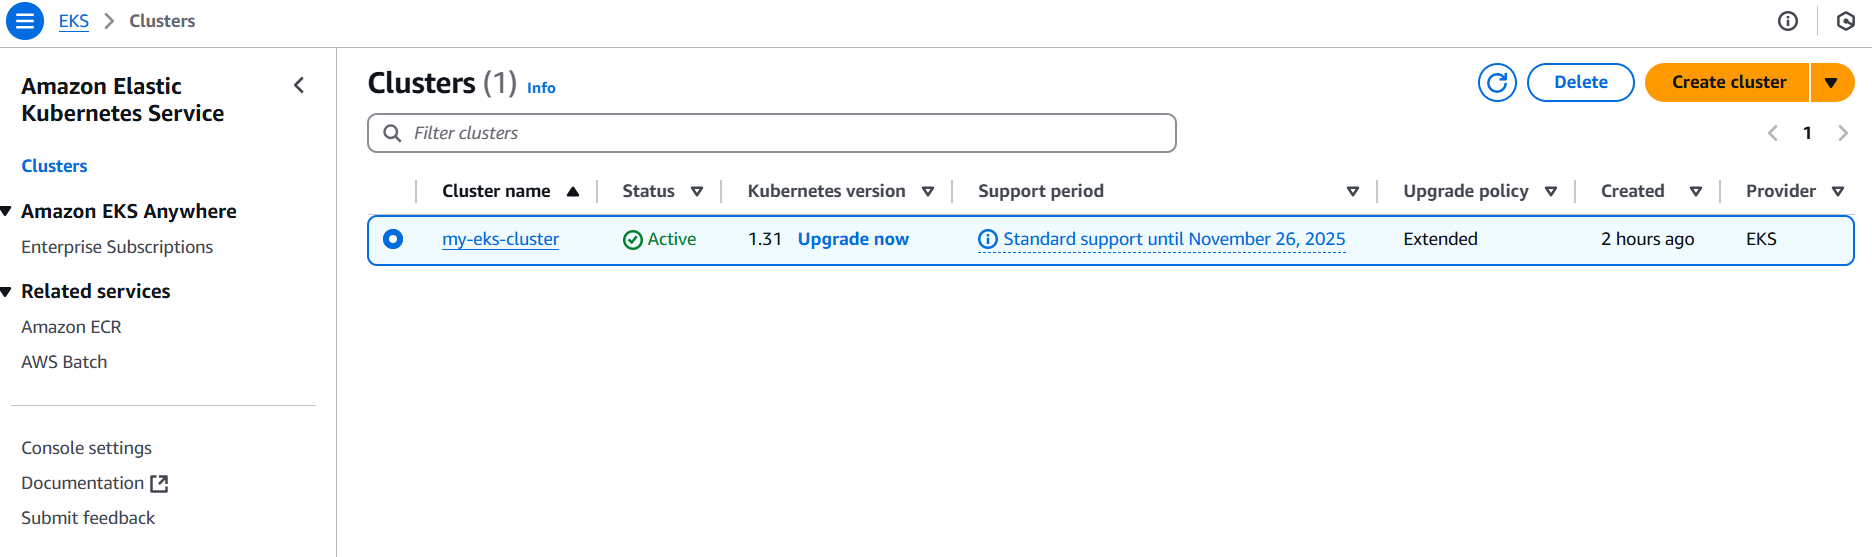 EKS > Clusters
Amazon Elastic
Kubernetes Service
Clusters
Amazon EKS Anywhere
Enterprise Subscriptions
Related services
Amazon ECR
AWS Batch
Console settings
Documentation
Submit feedback
Clusters (1) Info
Delete
Create cluster
Filter clusters
1
Cluster name Status Kubernetes version Support period Upgrade policy Created Provider
my-eks-cluster Active 1.31 Upgrade now Standard support until November 26, 2025 Extended 2 hours ago EKS